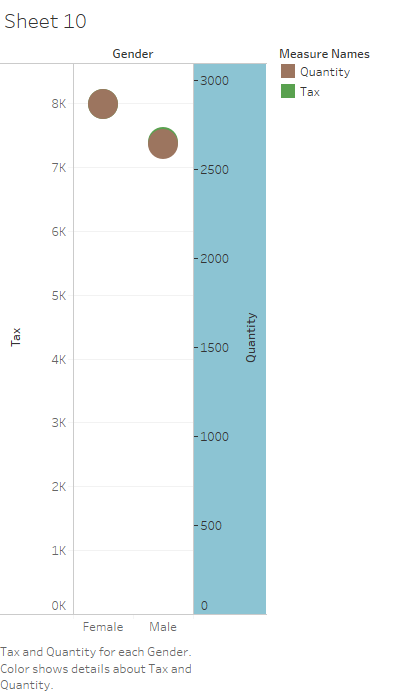 Sheet 10
Gender
Measure Names
Quantity
Tax
8K
7K
6K
5K
4K
3K
2K
1K
0K
Tax
3000
2500
2000
1500
1000
500
0
Quantity
Female Male
Tax and Quantity for each Gender.
Color shows details about Tax and
Quantity.